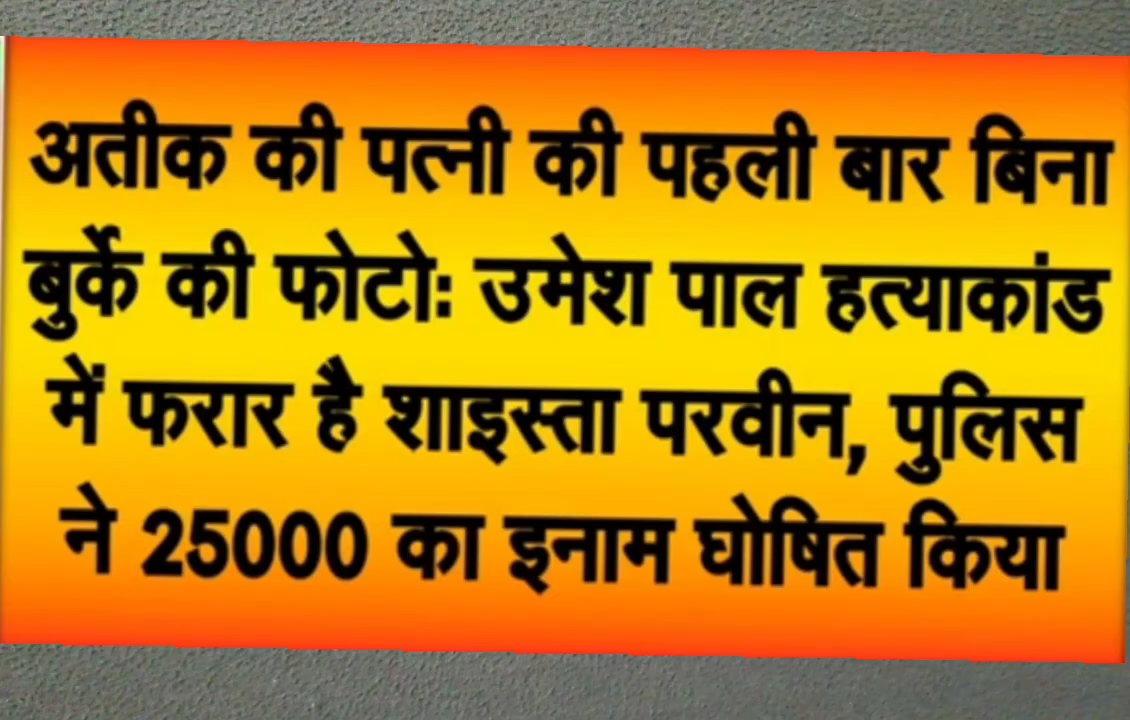 अतीक की पत्नी की पहली बार बिना
बुर्के की फोटोः उमेश पाल हत्याकांड
में फरार है शाइस्ता परवीन, पुलिस
ने 25000 का इनाम घोषित किया